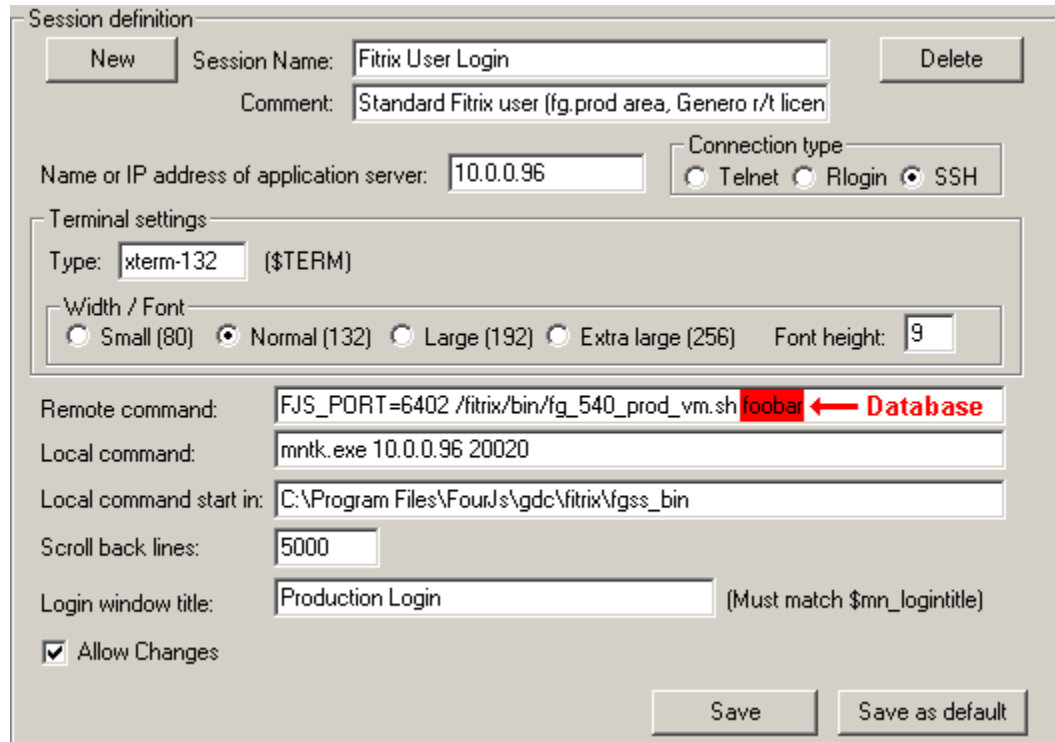 Session definition
New Session Name: Fitrix User Login Delete
Comment: Standard Fitrix user (fg.prod area, Genero r/t licen
Connection type
Name or IP address of application server: 10.0.0.96 Telnet Rlogin SSH
Terminal settings
Type: xterm-132 ($TERM)
Width / Font
Small (80) Normal (132) Large (192) Extra large (256) Font height: 9
Remote command: FJS_PORT=6402 /fitrix/bin/fg_540_prod_vm.sh foobar Database
Local command: mntk.exe 10.0.0.96 20020
Local command start in: C:\Program Files\FourJs\gdc\fitrix\fgss_bin
Scroll back lines: 5000
Login window title: Production Login (Must match $mn_logintitle)
Allow Changes
Save Save as default